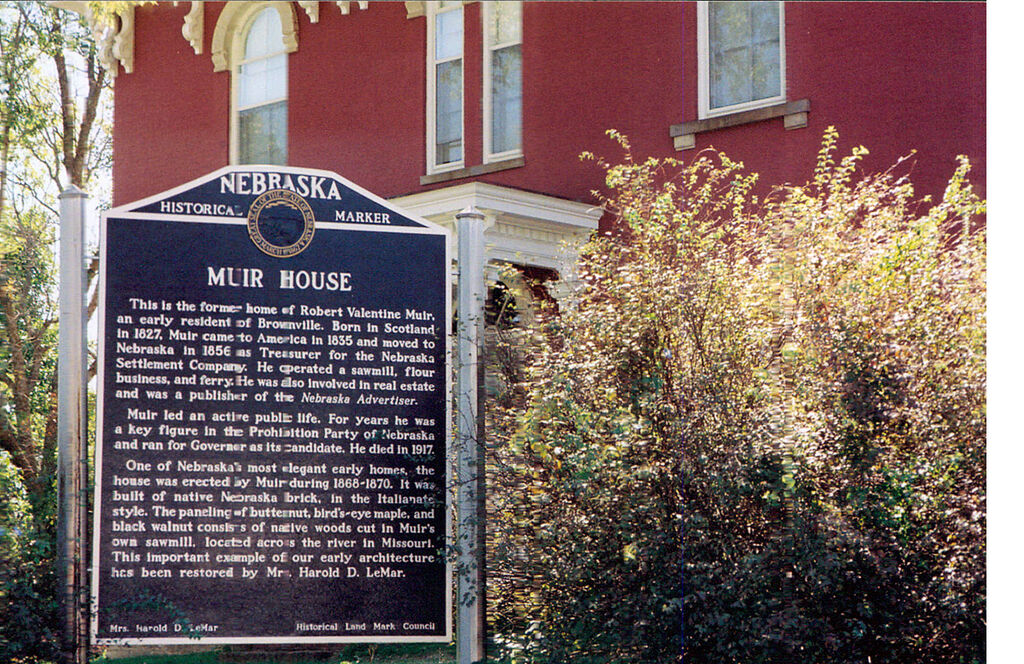 NEBRASKA
HISTORICAL MARKER
MUIR HOUSE
This is the former home of Robert Valentine Muir,
an early resident of Brownville. Born in Scotland
in 1827, Muir came to America in 1835 and moved to
Nebraska in 1856 as Treasurer for the Nebraska
Settlement Company. He operated a sawmill, flour
business, and ferry. He was also involved in real estate
and was a publisher of the Nebraska Advertiser.
Muir led an active public life. For years he was
a key figure in the Prohibition Party of Nebraska
and ran for Governor as its candidate. He died in 1917.
One of Nebraska's most elegant early homes, the
house was erected by Muir during 1868-1870. It was
built of native Nebraska brick, in the Italianate
style. The paneling of butternut, bird's-eye maple, and
black walnut consists of native woods cut in Muir's
own sawmill, located across the river in Missouri.
This important example of our early architecture
has been restored by Mr. Harold D. LeMar.
Mrs. Harold D. LeMar Historical Land Mark Council